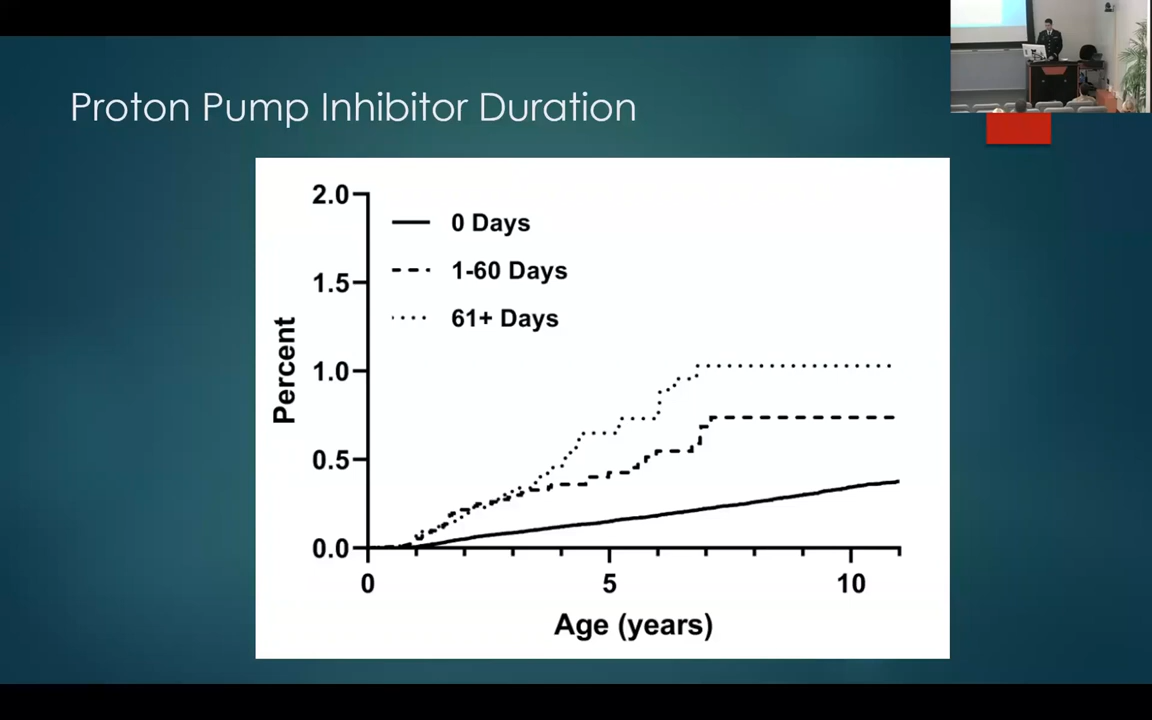 Proton Pump Inhibitor Duration
2.0
0 Days
1-60 Days
1.5
61+ Days
1.0
Percent
0.5
0.0
0 5 10
Age (years)